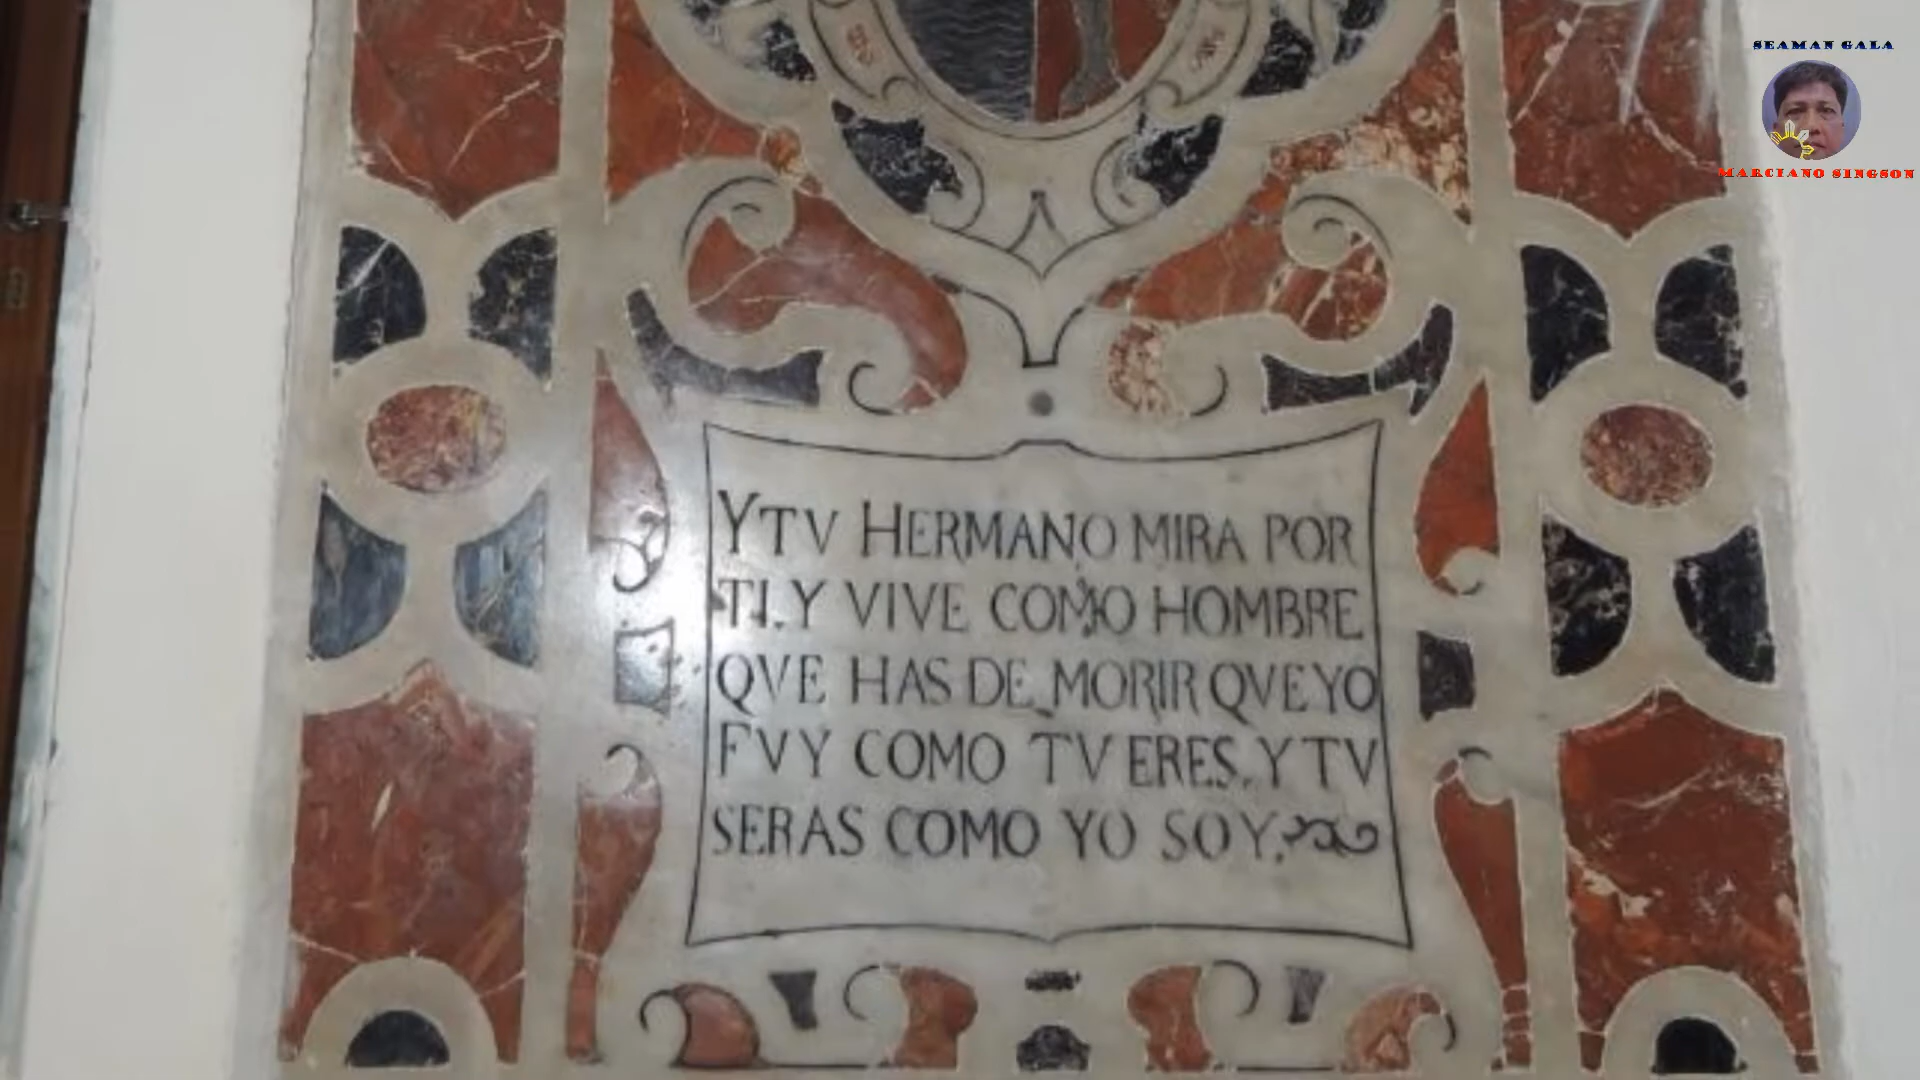 SEAMAN GALA
MARCIANO SINGSON
Y TV HERMANO MIRA POR
TI. Y VIVE COMO HOMBRE
QVE HAS DE MORIR QVE YO
FVY COMO TV ERES. Y TV
SERAS COMO YO SOY.